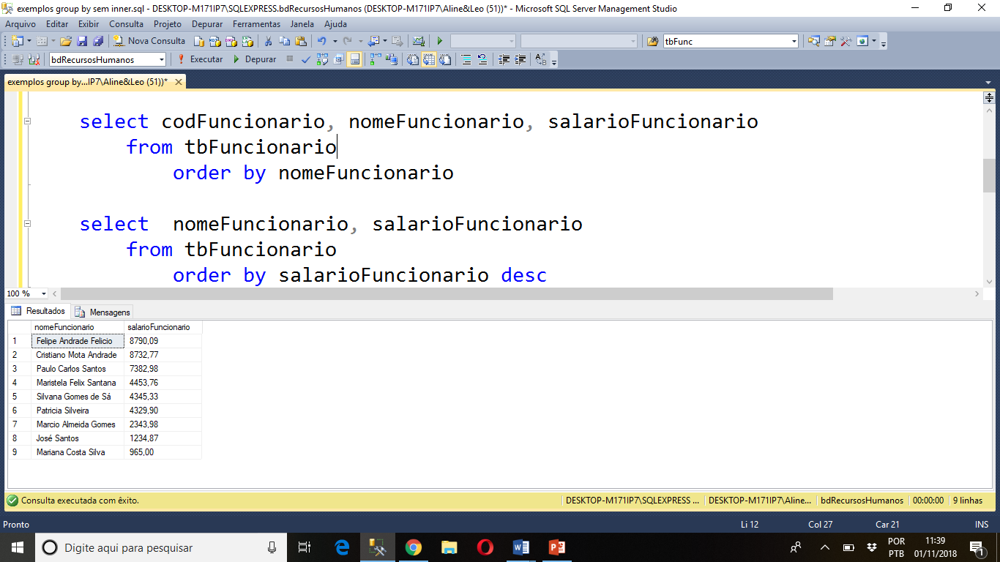 exemplos group by sem inner.sql - DESKTOP-M171IP7\SQLEXPRESS.bdRecursosHumanos (DESKTOP-M171IP7\Aline&Leo (51))* - Microsoft SQL Server Management Studio
Arquivo Editar Exibir Consulta Projeto Depurar Ferramentas Janela Ajuda
Nova Consulta tbFunc
bdRecursosHumanos Executar Depurar
exemplos group by...IP7\Aline&Leo (51))*
select codFuncionario, nomeFuncionario, salarioFuncionario
from tbFuncionario
order by nomeFuncionario
select nomeFuncionario, salarioFuncionario
from tbFuncionario
order by salarioFuncionario desc
100 %
Resultados Mensagens
nomeFuncionario salarioFuncionario
1 Felipe Andrade Felicio 8790,09
2 Cristiano Mota Andrade 8732,77
3 Paulo Carlos Santos 7382,98
4 Maristela Felix Santana 4453,76
5 Silvana Gomes de Sá 4345,33
6 Patricia Silveira 4329,90
7 Marcio Almeida Gomes 2343,98
8 José Santos 1234,87
9 Mariana Costa Silva 965,00
Consulta executada com êxito. DESKTOP-M171IP7\SQLEXPRESS ... DESKTOP-M171IP7\Aline... bdRecursosHumanos 00:00:00 9 linhas
Pronto Li 12 Col 27 Car 21 INS
Digite aqui para pesquisar
POR 11:39
PTB 01/11/2018 1